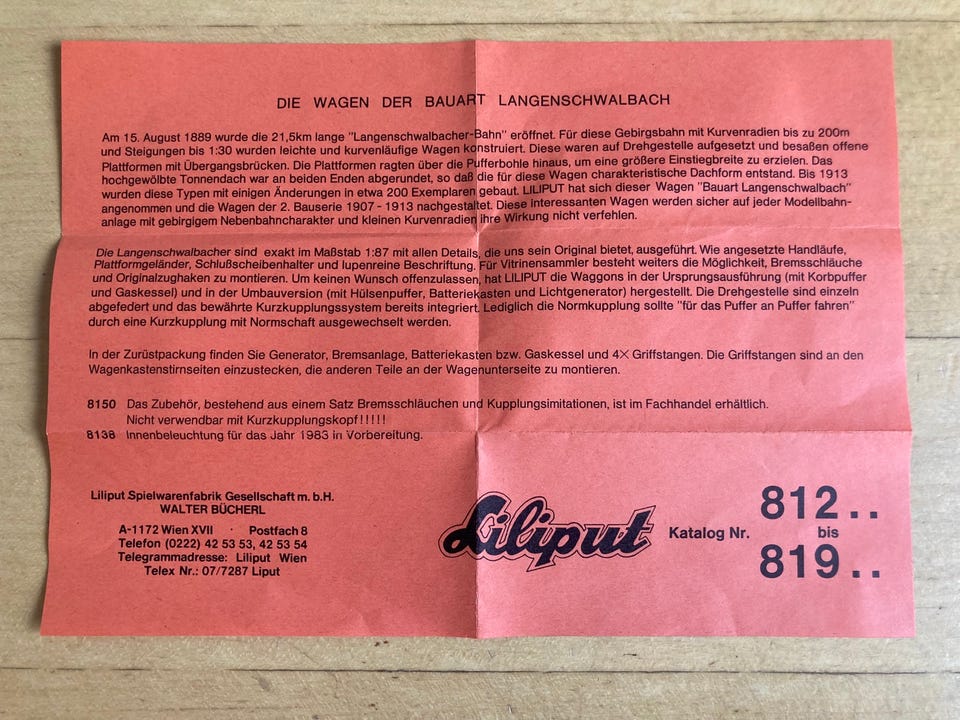 DIE WAGEN DER BAUART LANGENSCHWALBACH
Am 15. August 1889 wurde die 21,5km lange "Langenschwalbacher-Bahn" eröffnet. Für diese Gebirgsbahn mit Kurvenradien bis zu 200m
und Steigungen bis 1:30 wurden leichte und kurvenläufige Wagen konstruiert. Diese waren auf Drehgestelle aufgesetzt und besaßen offene
Plattformen mit Übergangsbrücken. Die Plattformen ragten über die Pufferbohle hinaus, um eine größere Einstiegbreite zu erzielen. Das
hochgewölbte Tonnendach war an beiden Enden abgerundet, so daß die für diese Wagen charakteristische Dachform entstand. Bis 1913
wurden diese Typen mit einigen Änderungen in etwa 200 Exemplaren gebaut. LILIPUT hat sich dieser Wagen "Bauart Langenschwalbach"
angenommen und die Wagen der 2. Bauserie 1907 - 1913 nachgestaltet. Diese interessanten Wagen werden sicher auf jeder Modellbahn-
anlage mit gebirgigem Nebenbahncharakter und kleinen Kurvenradien ihre Wirkung nicht verfehlen.
Die Langenschwalbacher sind exakt im Maßstab 1:87 mit allen Details, die uns sein Original bietet, ausgeführt. Wie angesetzte Handläufe,
Plattformgeländer, Schlußscheibenhalter und lupenreine Beschriftung. Für Vitrinensammler besteht weiters die Möglichkeit, Bremsschläuche
und Originalzughaken zu montieren. Um keinen Wunsch offenzulassen, hat LILIPUT die Waggons in der Ursprungsausführung (mit Korbpuffer
und Gaskessel) und in der Umbauversion (mit Hülsenpuffer, Batteriekasten und Lichtgenerator) hergestellt. Die Drehgestelle sind einzeln
abgefedert und das bewährte Kurzkupplungssystem bereits integriert. Lediglich die Normkupplung sollte "für das Puffer an Puffer fahren"
durch eine Kurzkupplung mit Normschaft ausgewechselt werden.
In der Zurüstpackung finden Sie Generator, Bremsanlage, Batteriekasten bzw. Gaskessel und 4× Griffstangen. Die Griffstangen sind an den
Wagenkastenstirnseiten einzustecken, die anderen Teile an der Wagenunterseite zu montieren.
8150 Das Zubehör, bestehend aus einem Satz Bremsschläuchen und Kupplungsimitationen, ist im Fachhandel erhältlich.
Nicht verwendbar mit Kurzkupplungskopf!!!!!
8138 Innenbeleuchtung für das Jahr 1983 in Vorbereitung.
Liliput Spielwarenfabrik Gesellschaft m. b. H.
WALTER BÜCHERL
A-1172 Wien XVII · Postfach 8
Telefon (0222) 42 53 53, 42 53 54
Telegrammadresse: Liliput Wien
Telex Nr.: 07/7287 Liput
Liliput
Katalog Nr. 812 . .
bis
819 . .